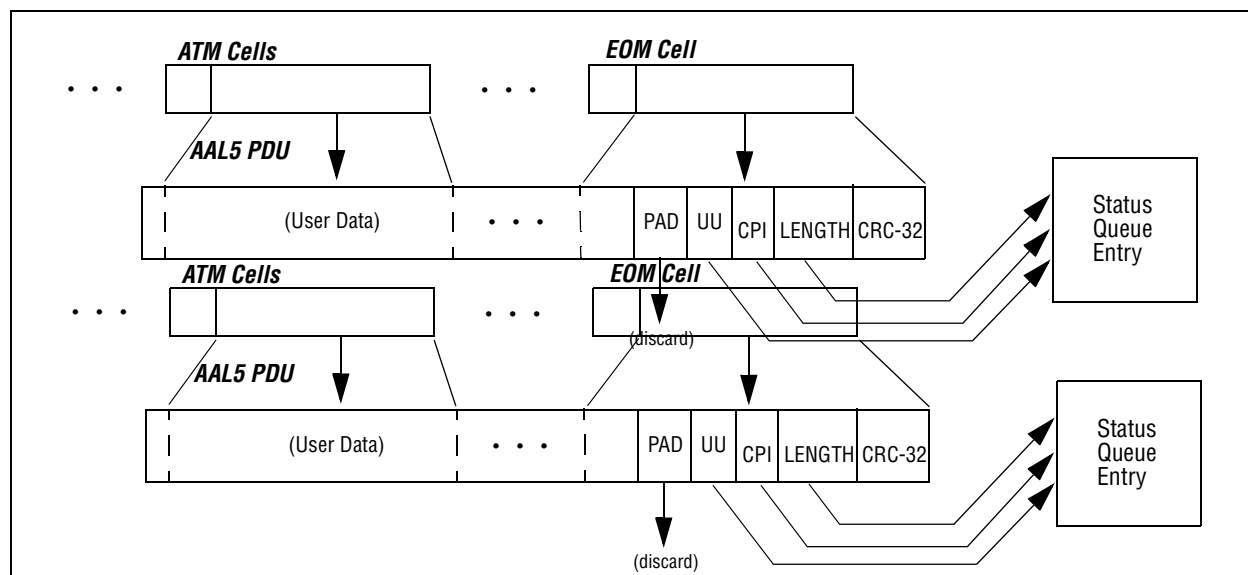 ATM Cells
EOM Cell
• • •
• • •
AAL5 PDU
(User Data)
• • •
PAD
UU
CPI
LENGTH
CRC-32
Status
Queue
Entry
ATM Cells
EOM Cell
• • •
• • •
(discard)
AAL5 PDU
(User Data)
• • •
PAD
UU
CPI
LENGTH
CRC-32
Status
Queue
Entry
(discard)